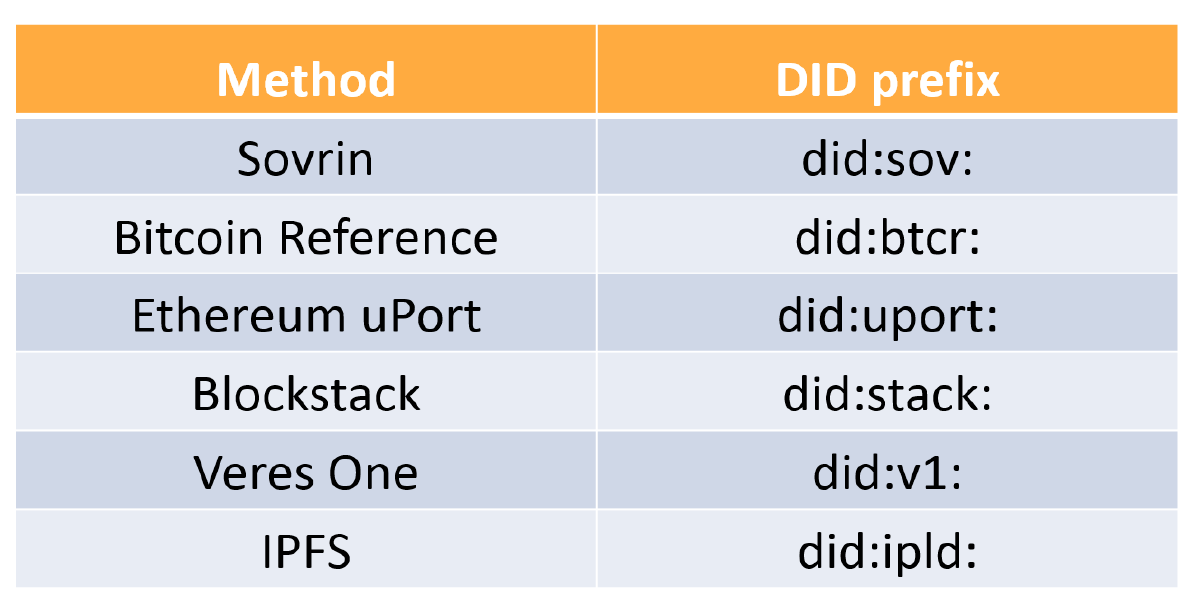 Method DID prefix
Sovrin did:sov:
Bitcoin Reference did:btcr:
Ethereum uPort did:uport:
Blockstack did:stack:
Veres One did:v1:
IPFS did:ipld: